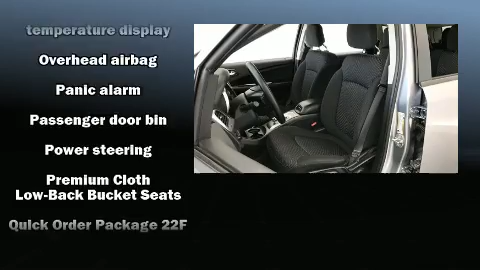 temperature display
Overhead airbag
Panic alarm
Passenger door bin
Power steering
Premium Cloth
Low-Back Bucket Seats
Quick Order Package 22F